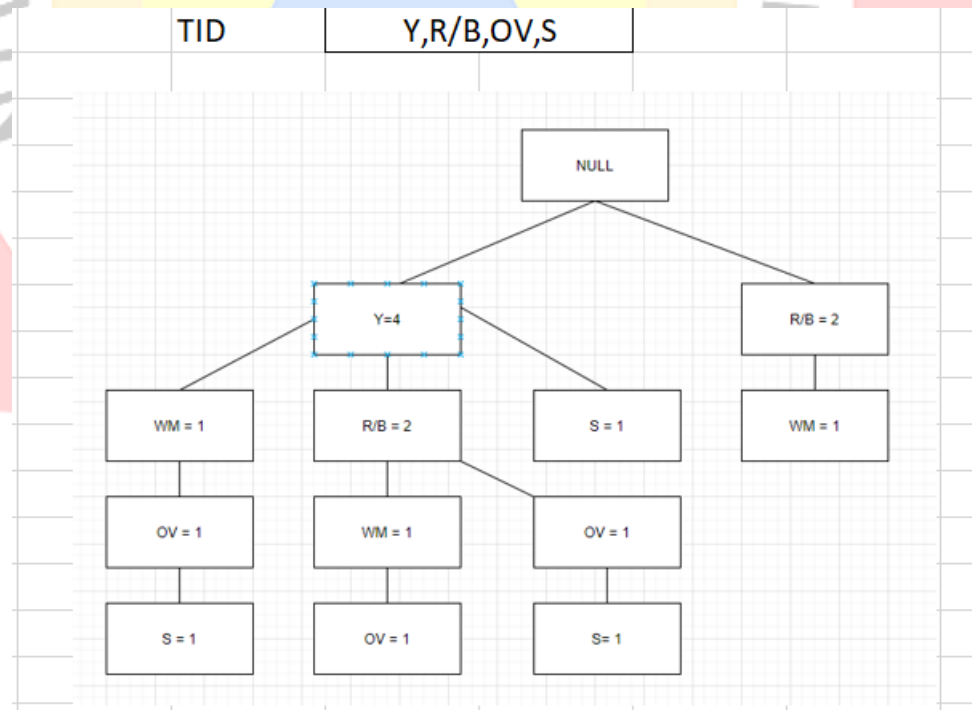 TID Y,R/B,OV,S
NULL
Y=4 R/B = 2
WM = 1 R/B = 2 S = 1 WM = 1
OV = 1 WM = 1 OV = 1
S = 1 OV = 1 S= 1